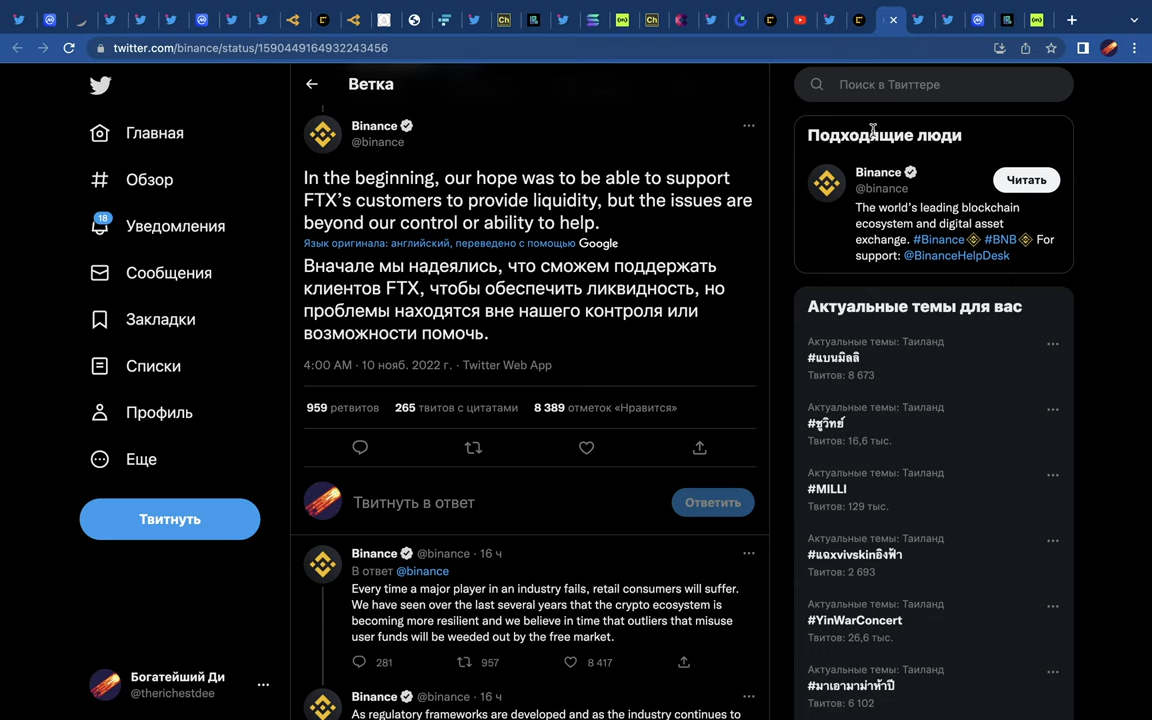 twitter.com/binance/status/1590449164932243456
Главная
Обзор
18
Уведомления
Сообщения
Закладки
Списки
Профиль
Еще
Твитнуть
Богатейший Ди
@therichestdee
Ветка
Binance
@binance
In the beginning, our hope was to be able to support
FTX’s customers to provide liquidity, but the issues are
beyond our control or ability to help.
Язык оригинала: английский, переведено с помощью Google
Вначале мы надеялись, что сможем поддержать
клиентов FTX, чтобы обеспечить ликвидность, но
проблемы находятся вне нашего контроля или
возможности помочь.
4:00 AM · 10 нояб. 2022 г. · Twitter Web App
959 ретвитов 265 твитов с цитатами 8 389 отметок «Нравится»
Твитнуть в ответ
Ответить
Binance @binance · 16 ч
В ответ @binance
Every time a major player in an industry fails, retail consumers will suffer.
We have seen over the last several years that the crypto ecosystem is
becoming more resilient and we believe in time that outliers that misuse
user funds will be weeded out by the free market.
281 957 8 417
Binance @binance · 16 ч
As regulatory frameworks are developed and as the industry continues to
Поиск в Твиттере
Подходящие люди
Binance
@binance
Читать
The world’s leading blockchain
ecosystem and digital asset
exchange. #Binance #BNB For
support: @BinanceHelpDesk
Актуальные темы для вас
Актуальные темы: Таиланд
#แบนมิลลิ
Твитов: 8 673
Актуальные темы: Таиланд
#ชูวิทย์
Твитов: 16,6 тыс.
Актуальные темы: Таиланд
#MILLI
Твитов: 129 тыс.
Актуальные темы: Таиланд
#แฉxvivskinอิงฟ้า
Твитов: 2 693
Актуальные темы: Таиланд
#YinWarConcert
Твитов: 26,6 тыс.
Актуальные темы: Таиланд
#มาเอามาม่าท้าปี
Твитов: 6 102